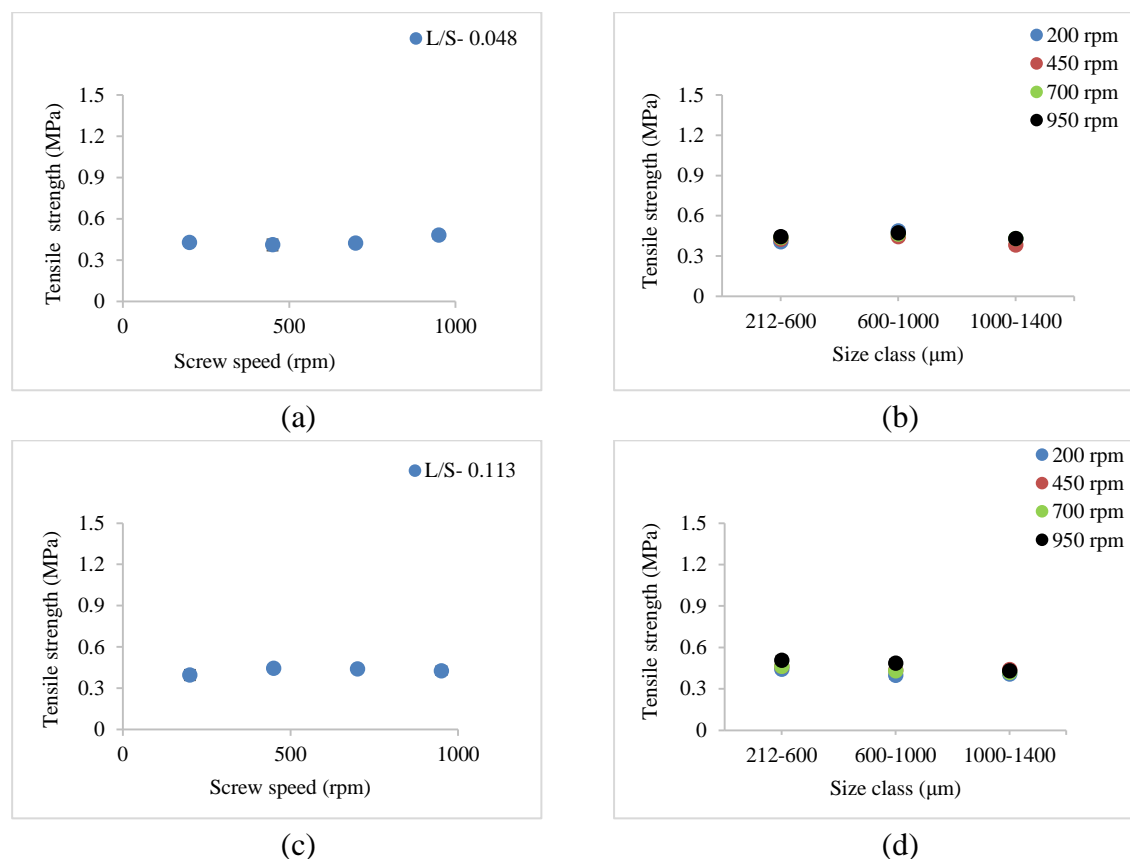 L/S- 0.048
Tensile strength (MPa)
1.5
1.2
0.9
0.6
0.3
0
0
500
1000
Screw speed (rpm)
(a)
200 rpm
450 rpm
700 rpm
950 rpm
Tensile strength (MPa)
1.5
1.2
0.9
0.6
0.3
0.0
212-600
600-1000
1000-1400
Size class (μm)
(b)
L/S- 0.113
Tensile strength (MPa)
1.5
1.2
0.9
0.6
0.3
0
0
500
1000
Screw speed (rpm)
(c)
200 rpm
450 rpm
700 rpm
950 rpm
Tensile strength (MPa)
1.5
1.2
0.9
0.6
0.3
0
212-600
600-1000
1000-1400
Size class (μm)
(d)